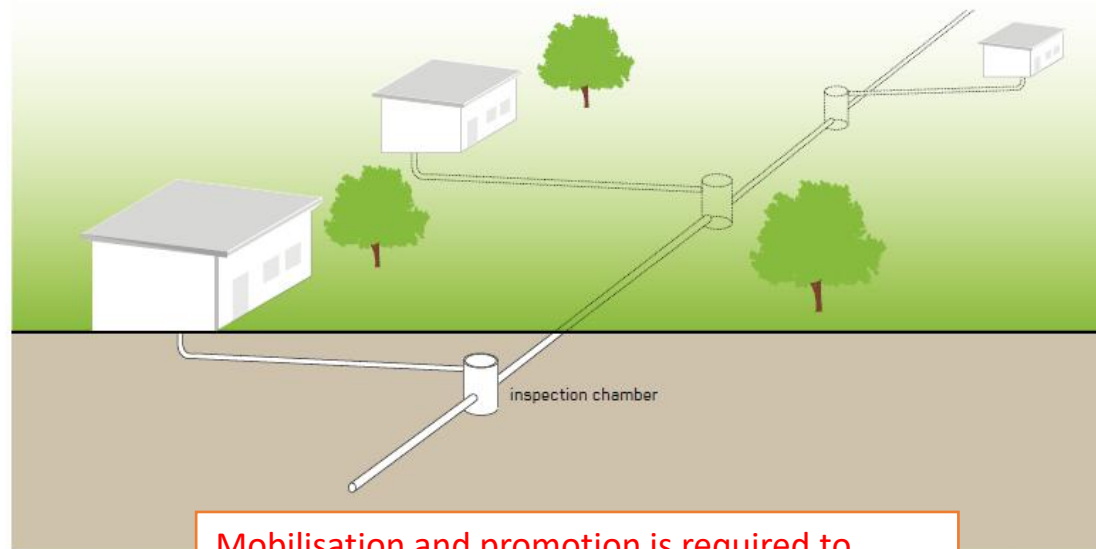 inspection chamber
Mobilisation and promotion is required to